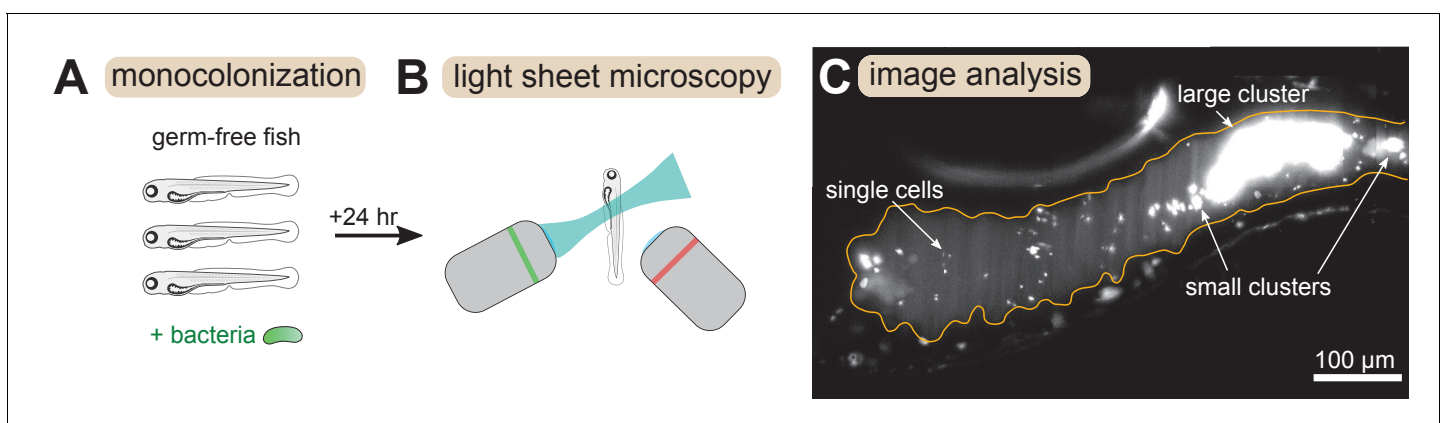 A monocolonization
germ-free fish
+ bacteria
+24 hr
B light sheet microscopy
C image analysis
large cluster
single cells
small clusters
100 µm